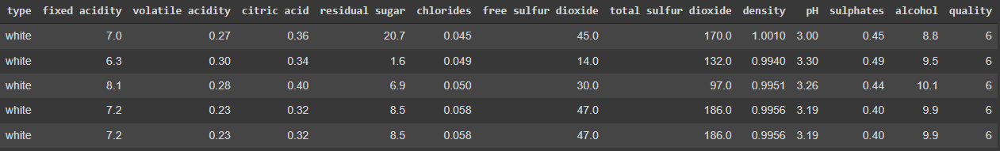 type fixed acidity volatile acidity citric acid residual sugar chlorides free sulfur dioxide total sulfur dioxide density pH sulphates alcohol quality
white 7.0 0.27 0.36 20.7 0.045 45.0 170.0 1.0010 3.00 0.45 8.8 6
white 6.3 0.30 0.34 1.6 0.049 14.0 132.0 0.9940 3.30 0.49 9.5 6
white 8.1 0.28 0.40 6.9 0.050 30.0 97.0 0.9951 3.26 0.44 10.1 6
white 7.2 0.23 0.32 8.5 0.058 47.0 186.0 0.9956 3.19 0.40 9.9 6
white 7.2 0.23 0.32 8.5 0.058 47.0 186.0 0.9956 3.19 0.40 9.9 6